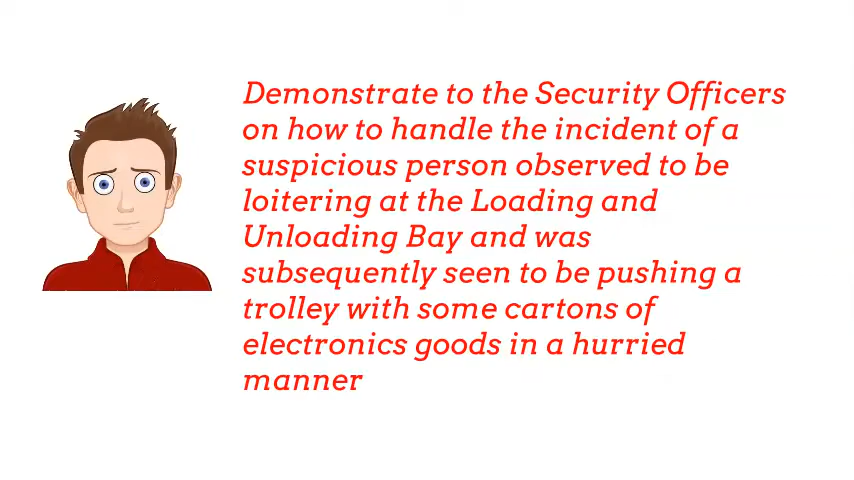 Demonstrate to the Security Officers
on how to handle the incident of a
suspicious person observed to be
loitering at the Loading and
Unloading Bay and was
subsequently seen to be pushing a
trolley with some cartons of
electronics goods in a hurried
manner